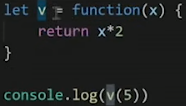 let v = function(x) {
    return x*2
}

console.log(v(5))